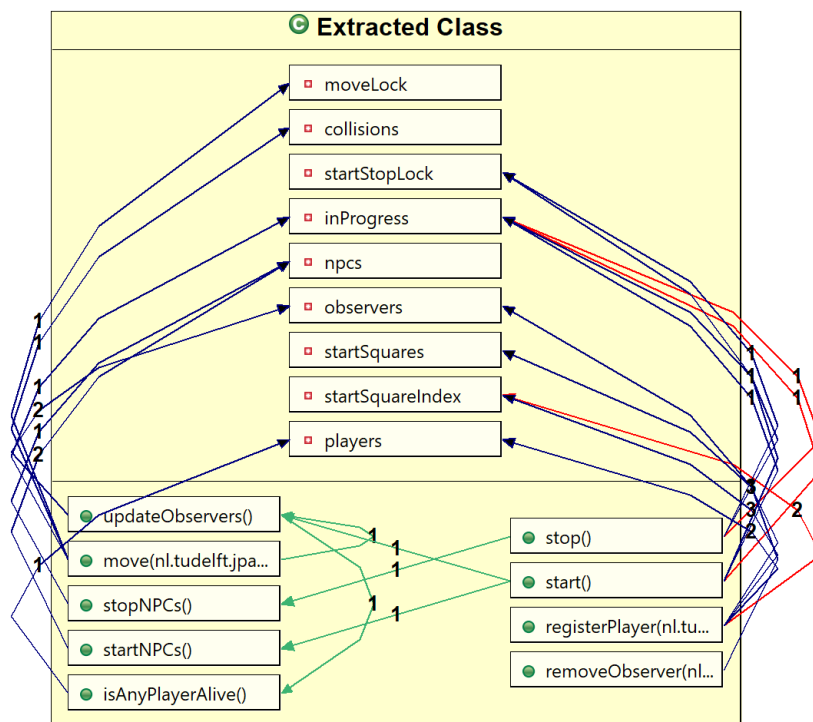 C Extracted Class
moveLock
collisions
startStopLock
inProgress
npcs
observers
startSquares
startSquareIndex
players
1
1
1
2
1
2
1
1
1
1
1
1
3
3
2
2
updateObservers()
move(nl.tudelft.jpa...
stopNPCs()
startNPCs()
isAnyPlayerAlive()
1
1
1
1
1
stop()
start()
registerPlayer(nl.tu...
removeObserver(nl...